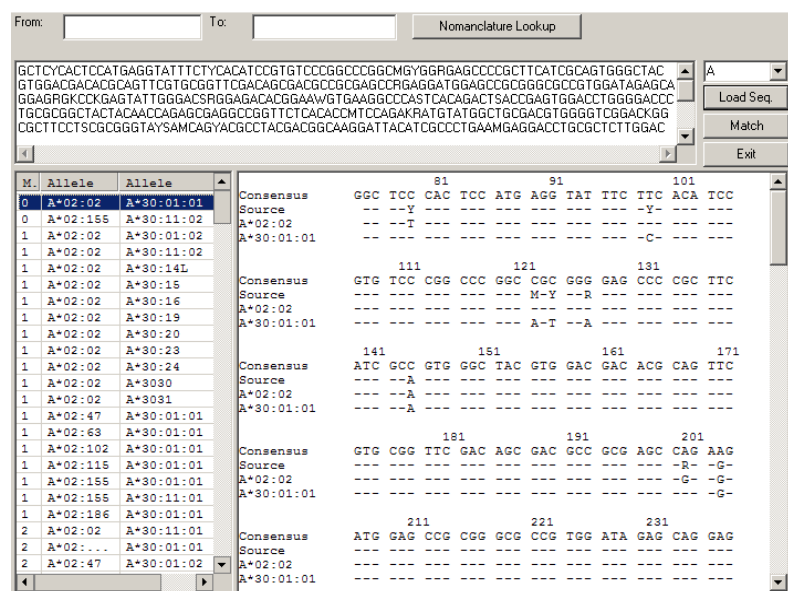 From: To: Nomanclature Lookup
GCTCYCACTCCATGAGGTATTTCTYCACATCCGTGTCCCGGCCCGGCMGYGGRGAGCCCCGCTTCATCGCAGTGGGCTAC
GTGGACGACACGCAGTTCGTGCGGTTCGACAGCGACGCCGCGAGCCRGAGGATGGAGCCGCGGGCGCCGTGGATAGAGCA
GGAGRGKCCKGAGTATTGGGACSRGGAGACACGGAAWGTGAAGGCCCASTCACAGACTSACCGAGTGGACCTGGGGACCC
TGCGCGGCTACTACAACCAGAGCGAGGCCGGTTCTCACACCMTCCAGAKRATGTATGGCTGCGACGTGGGGTCGGACKGG
CGCTTCCTCCGCGGGTAYSAMCAGYACGCCTACGACGGCAAGGATTACATCGCCCTGAAMGAGGACCTGCGCTCTTGGAC
A
Load Seq.
Match
Exit
M. Allele Allele
0 A*02:02 A*30:01:01
0 A*02:155 A*30:11:02
1 A*02:02 A*30:01:02
1 A*02:02 A*30:11:02
1 A*02:02 A*30:14L
1 A*02:02 A*30:15
1 A*02:02 A*30:16
1 A*02:02 A*30:19
1 A*02:02 A*30:20
1 A*02:02 A*30:23
1 A*02:02 A*30:24
1 A*02:02 A*3030
1 A*02:02 A*3031
1 A*02:47 A*30:01:01
1 A*02:63 A*30:01:01
1 A*02:102 A*30:01:01
1 A*02:115 A*30:01:01
1 A*02:155 A*30:01:01
1 A*02:155 A*30:11:01
1 A*02:186 A*30:01:01
2 A*02:02 A*30:11:01
2 A*02:... A*30:01:01
2 A*02:47 A*30:01:02
81 91 101
Consensus GGC TCC CAC TCC ATG AGG TAT TTC TTC ACA TCC
Source --- --Y --- --- --- --- --- --- -Y- --- ---
A*02:02 --- --T --- --- --- --- --- --- --- --- ---
A*30:01:01 --- --- --- --- --- --- --- --- -C- --- ---
111 121 131
Consensus GTG TCC CGG CCC GGC CGC GGG GAG CCC CGC TTC
Source --- --- --- --- --- M-Y --R --- --- --- ---
A*02:02 --- --- --- --- --- --- --- --- --- --- ---
A*30:01:01 --- --- --- --- --- A-T --A --- --- --- ---
141 151 161 171
Consensus ATC GCC GTG GGC TAC GTG GAC GAC ACG CAG TTC
Source --- --A --- --- --- --- --- --- --- --- ---
A*02:02 --- --A --- --- --- --- --- --- --- --- ---
A*30:01:01 --- --A --- --- --- --- --- --- --- --- ---
181 191 201
Consensus GTG CGG TTC GAC AGC GAC GCC GCG AGC CAG AAG
Source --- --- --- --- --- --- --- --- --- -R- -G-
A*02:02 --- --- --- --- --- --- --- --- --- -G- -G-
A*30:01:01 --- --- --- --- --- --- --- --- --- --- -G-
211 221 231
Consensus ATG GAG CCG CGG GCG CCG TGG ATA GAG CAG GAG
Source --- --- --- --- --- --- --- --- --- --- ---
A*02:02 --- --- --- --- --- --- --- --- --- --- ---
A*30:01:01 --- --- --- --- --- --- --- --- --- --- ---